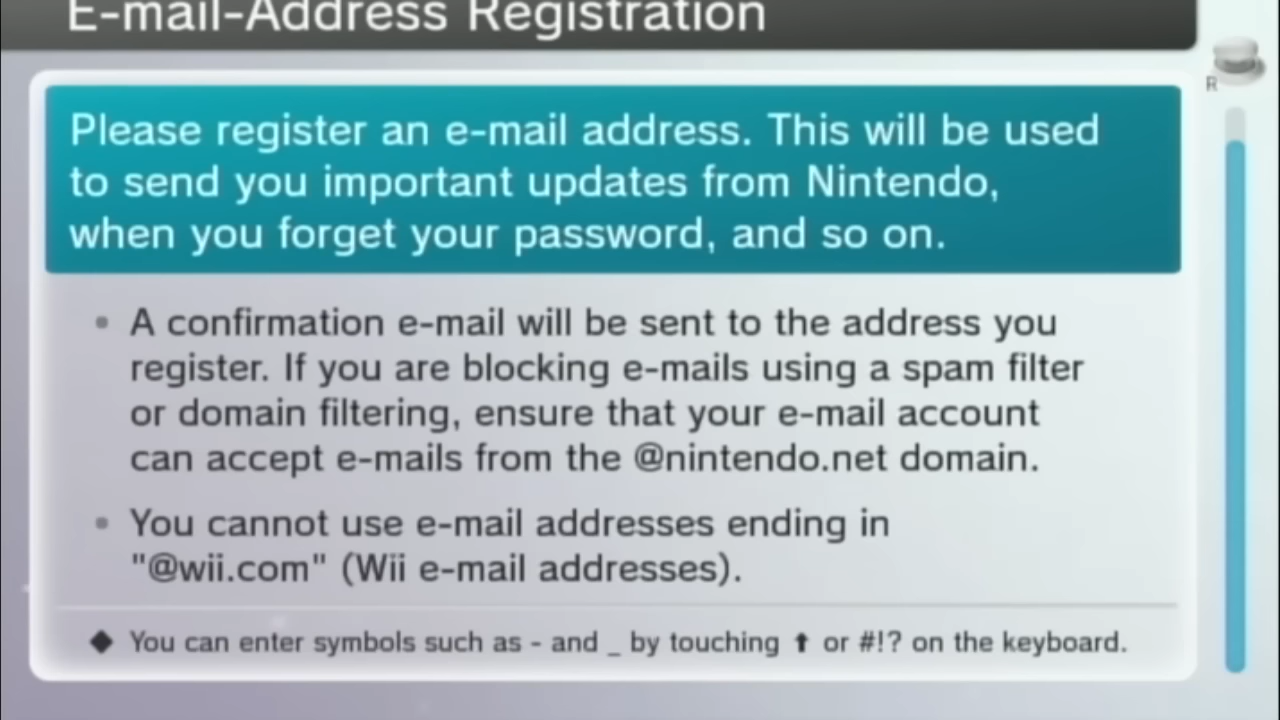 E-mail-Address Registration
R
Please register an e-mail address. This will be used
to send you important updates from Nintendo,
when you forget your password, and so on.
• A confirmation e-mail will be sent to the address you
register. If you are blocking e-mails using a spam filter
or domain filtering, ensure that your e-mail account
can accept e-mails from the @nintendo.net domain.
• You cannot use e-mail addresses ending in
"@wii.com" (Wii e-mail addresses).
◆ You can enter symbols such as - and _ by touching ⬆ or #!? on the keyboard.